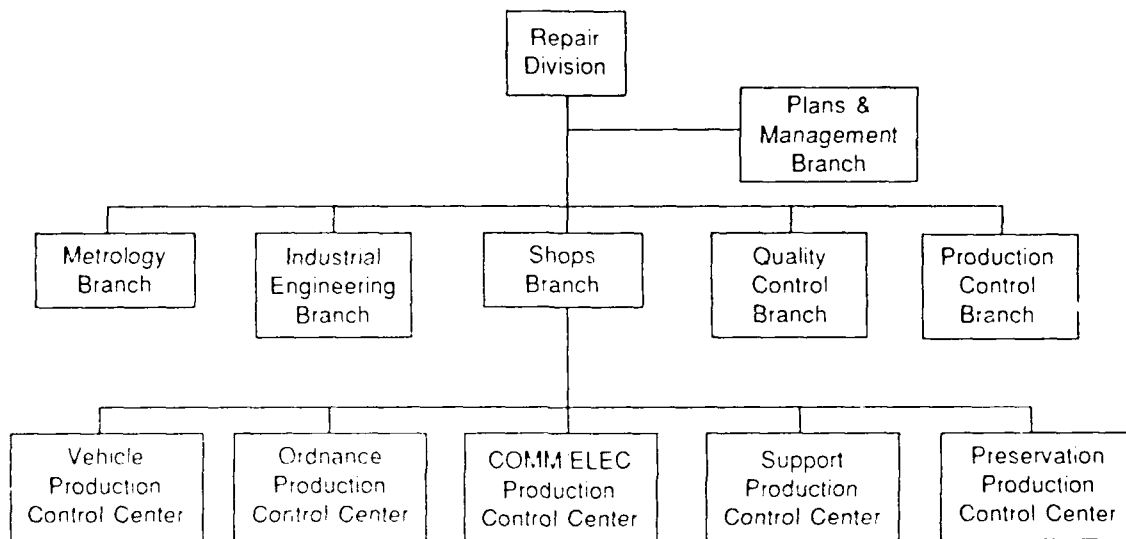 Repair
Division
Plans &
Management
Branch
Metrology
Branch
Industrial
Engineering
Branch
Shops
Branch
Quality
Control
Branch
Production
Control
Branch
Vehicle
Production
Control Center
Ordnance
Production
Control Center
COMM ELEC
Production
Control Center
Support
Production
Control Center
Preservation
Production
Control Center